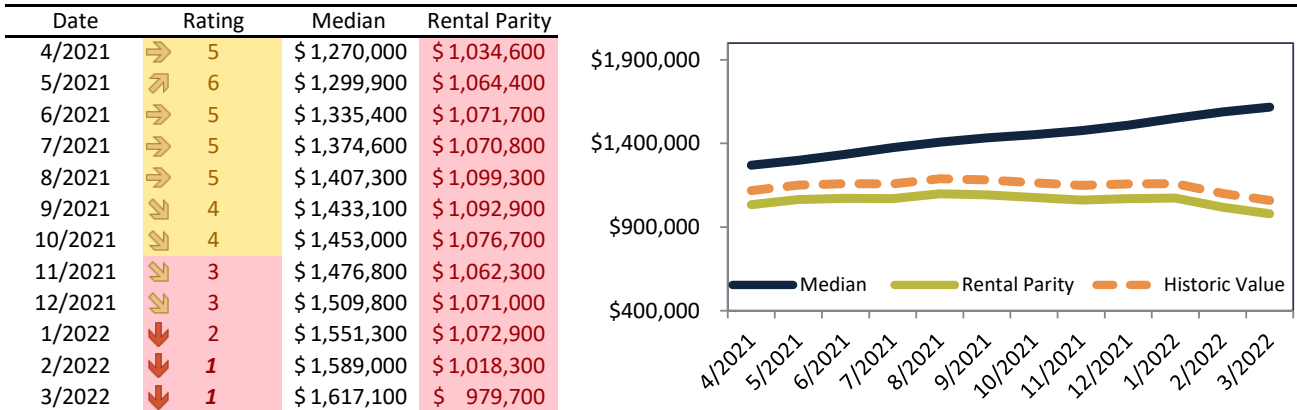 Date Rating Median Rental Parity
4/2021 5 $ 1,270,000 $ 1,034,600
5/2021 6 $ 1,299,900 $ 1,064,400
6/2021 5 $ 1,335,400 $ 1,071,700
7/2021 5 $ 1,374,600 $ 1,070,800
8/2021 5 $ 1,407,300 $ 1,099,300
9/2021 4 $ 1,433,100 $ 1,092,900
10/2021 4 $ 1,453,000 $ 1,076,700
11/2021 3 $ 1,476,800 $ 1,062,300
12/2021 3 $ 1,509,800 $ 1,071,000
1/2022 2 $ 1,551,300 $ 1,072,900
2/2022 1 $ 1,589,000 $ 1,018,300
3/2022 1 $ 1,617,100 $ 979,700
$1,900,000
$1,400,000
$900,000
$400,000
Median Rental Parity Historic Value
4/2021 5/2021 6/2021 7/2021 8/2021 9/2021 10/2021 11/2021 12/2021 1/2022 2/2022 3/2022